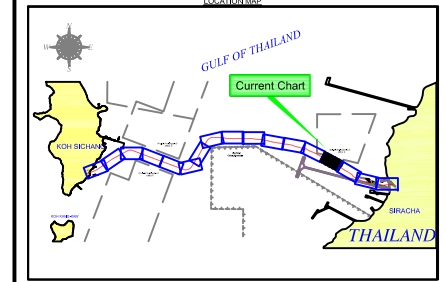 LOCATION MAP
N
W E
S
GULF OF THAILAND
Current Chart
KOH SICHANG
SIRACHA
THAILAND